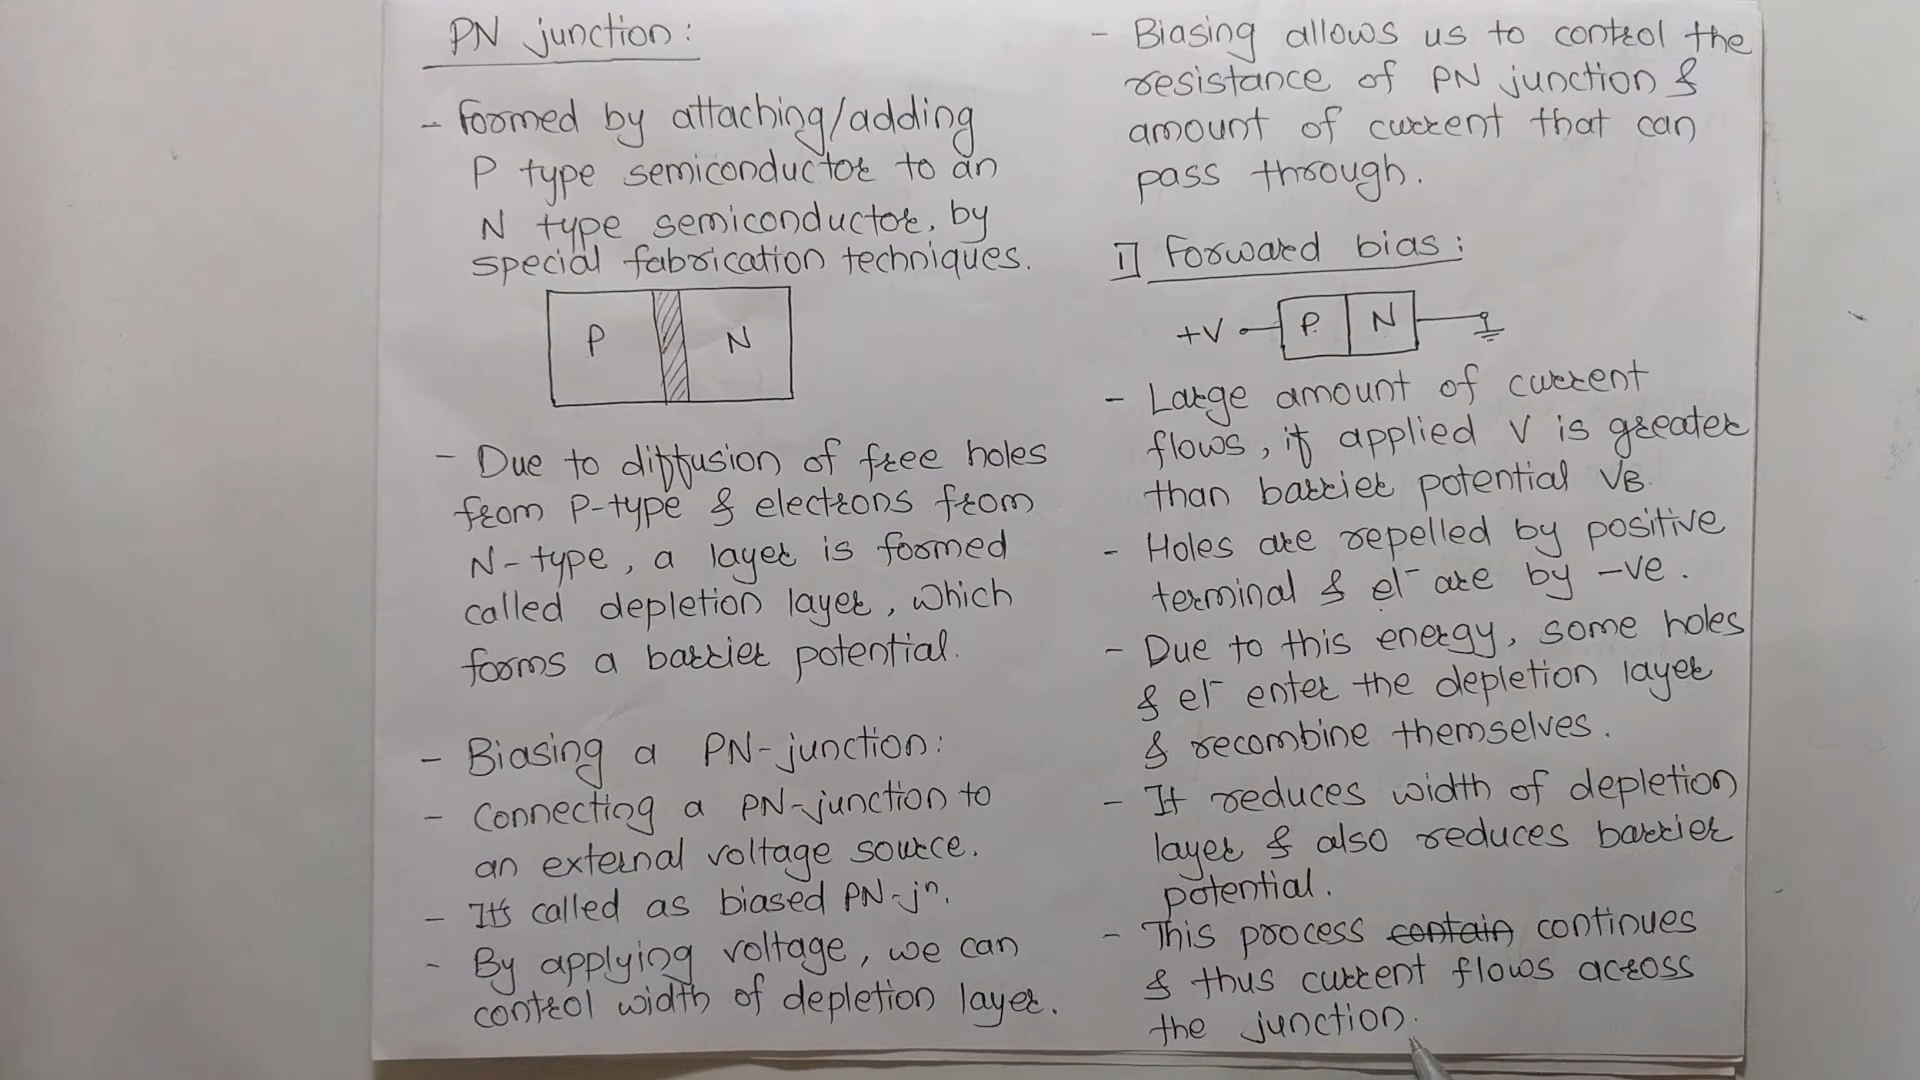 PN junction:
- formed by attaching/adding
P type semiconductor to an
N type semiconductor, by
special fabrication techniques.
P N
- Due to diffusion of free holes
from P-type & electrons from
N-type, a layer is formed
called depletion layer, which
forms a barrier potential.
- Biasing a PN-junction:
- Connecting a PN-junction to
an external voltage source.
- It's called as biased PN-jⁿ.
- By applying voltage, we can
control width of depletion layer.
- Biasing allows us to control the
resistance of PN junction &
amount of current that can
pass through.
1] Forward bias:
+V P N
- Large amount of current
flows, if applied V is greater
than barrier potential VB.
- Holes are repelled by positive
terminal & el⁻ are by -ve.
- Due to this energy, some holes
& el⁻ enter the depletion layer
& recombine themselves.
- It reduces width of depletion
layer & also reduces barrier
potential.
- This process contain continues
& thus current flows across
the junction.